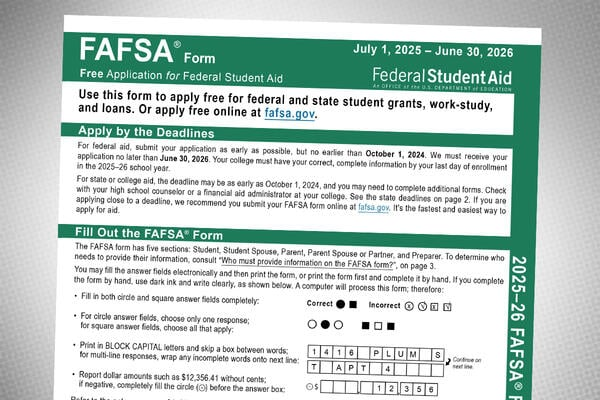 FAFSA® Form
July 1, 2025 – June 30, 2026
Free Application for Federal Student Aid
Federal Student Aid
An OFFICE of the U.S. DEPARTMENT of EDUCATION
Use this form to apply free for federal and state student grants, work-study,
and loans. Or apply free online at fafsa.gov.
Apply by the Deadlines
For federal aid, submit your application as early as possible, but no earlier than October 1, 2024. We must receive your
application no later than June 30, 2026. Your college must have your correct, complete information by your last day of enrollment
in the 2025–26 school year.
For state or college aid, the deadline may be as early as October 1, 2024, and you may need to complete additional forms. Check
with your high school counselor or a financial aid administrator at your college. See the state deadlines on page 2. If you are
applying close to a deadline, we recommend you submit your FAFSA form online at fafsa.gov. It's the fastest and easiest way to
apply for aid.
Fill Out the FAFSA® Form
The FAFSA form has five sections: Student, Student Spouse, Parent, Parent Spouse or Partner, and Preparer. To determine who
needs to provide their information, consult "Who must provide information on the FAFSA form?", on page 3.
You may fill the answer fields electronically and then print the form, or print the form first and complete it by hand. If you complete
the form by hand, use dark ink and write clearly, as shown below. A computer will process this form; therefore:
• Fill in both circle and square answer fields completely:
Correct
Incorrect
• For circle answer fields, choose only one response;
for square answer fields, choose all that apply:
• Print in BLOCK CAPITAL letters and skip a box between words;
for multi-line responses, wrap any incomplete words onto next line:
1416 PLUM S
T APT 4
Continue on
next line.
• Report dollar amounts such as $12,356.41 without cents;
if negative, completely fill the circle (⊖) before the answer box:
⊖ $ 12356
2025–26 FAFSA®